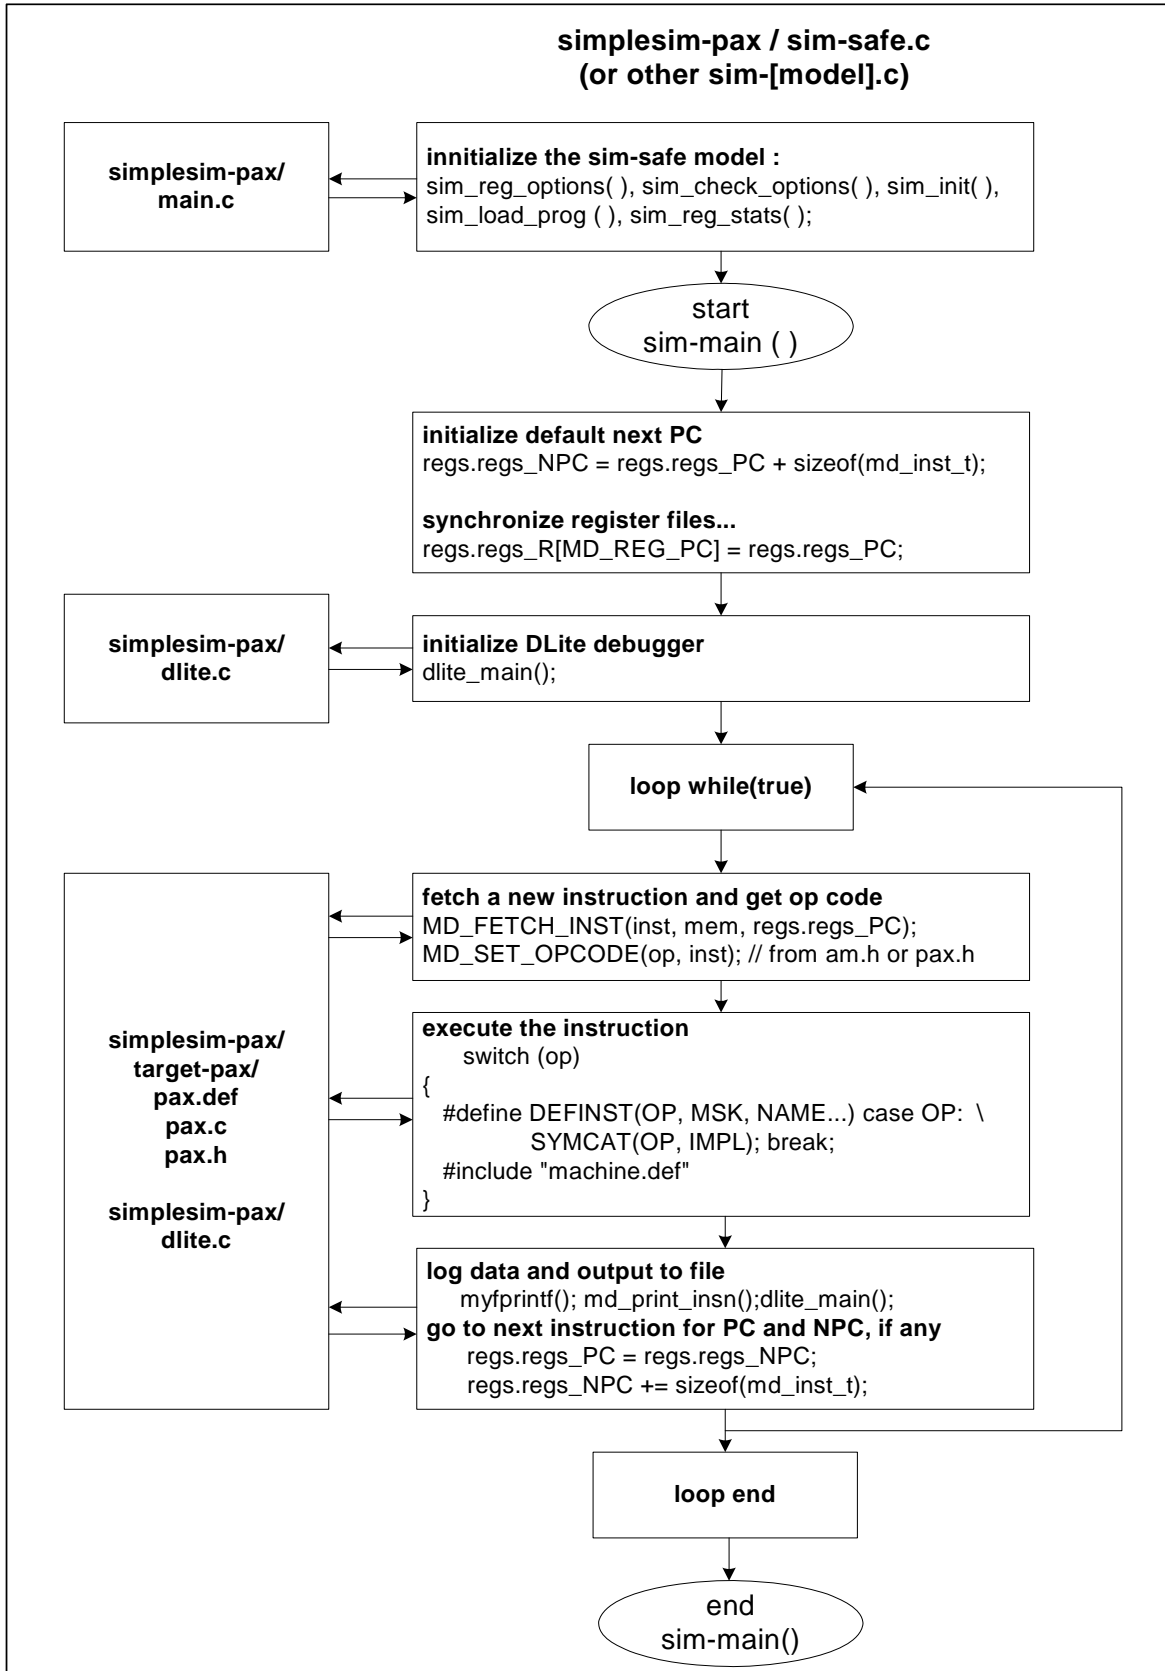 simplesim-pax / sim-safe.c
(or other sim-[model].c)
simplesim-pax/
main.c
innitialize the sim-safe model :
sim_reg_options( ), sim_check_options( ), sim_init( ),
sim_load_prog ( ), sim_reg_stats( );
start
sim-main ( )
initialize default next PC
regs.regs_NPC = regs.regs_PC + sizeof(md_inst_t);
synchronize register files...
regs.regs_R[MD_REG_PC] = regs.regs_PC;
simplesim-pax/
dlite.c
initialize DLite debugger
dlite_main();
loop while(true)
simplesim-pax/
target-pax/
pax.def
pax.c
pax.h
simplesim-pax/
dlite.c
fetch a new instruction and get op code
MD_FETCH_INST(inst, mem, regs.regs_PC);
MD_SET_OPCODE(op, inst); // from am.h or pax.h
execute the instruction
switch (op)
{
#define DEFINST(OP, MSK, NAME...) case OP: \
SYMCAT(OP, IMPL); break;
#include "machine.def"
}
log data and output to file
myfprintf(); md_print_insn();dlite_main();
go to next instruction for PC and NPC, if any
regs.regs_PC = regs.regs_NPC;
regs.regs_NPC += sizeof(md_inst_t);
loop end
end
sim-main()